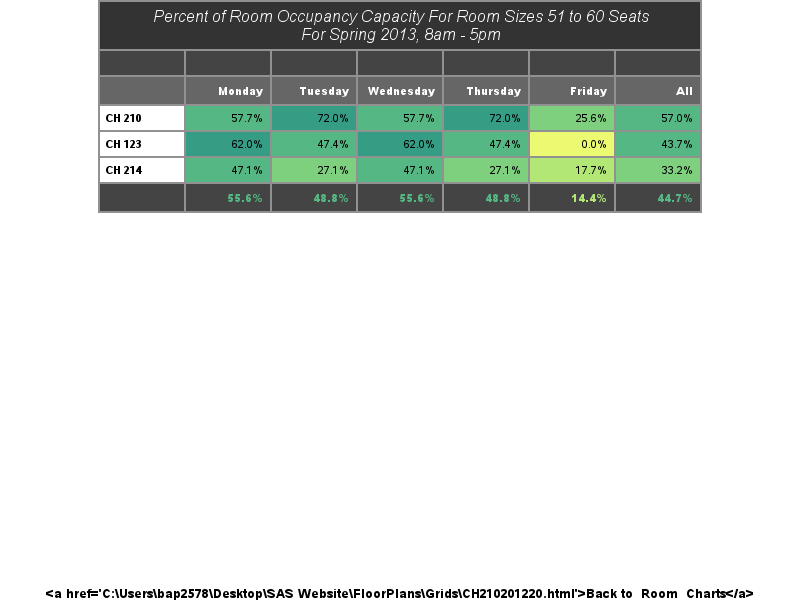 Percent of Room Occupancy Capacity For Room Sizes 51 to 60 Seats
For Spring 2013, 8am - 5pm
Monday Tuesday Wednesday Thursday Friday All
CH 210 57.7% 72.0% 57.7% 72.0% 25.6% 57.0%
CH 123 62.0% 47.4% 62.0% 47.4% 0.0% 43.7%
CH 214 47.1% 27.1% 47.1% 27.1% 17.7% 33.2%
55.6% 48.8% 55.6% 48.8% 14.4% 44.7%
<a href='C:\Users\bap2578\Desktop\SAS Website\FloorPlans\Grids\CH210201220.html'>Back to Room Charts</a>